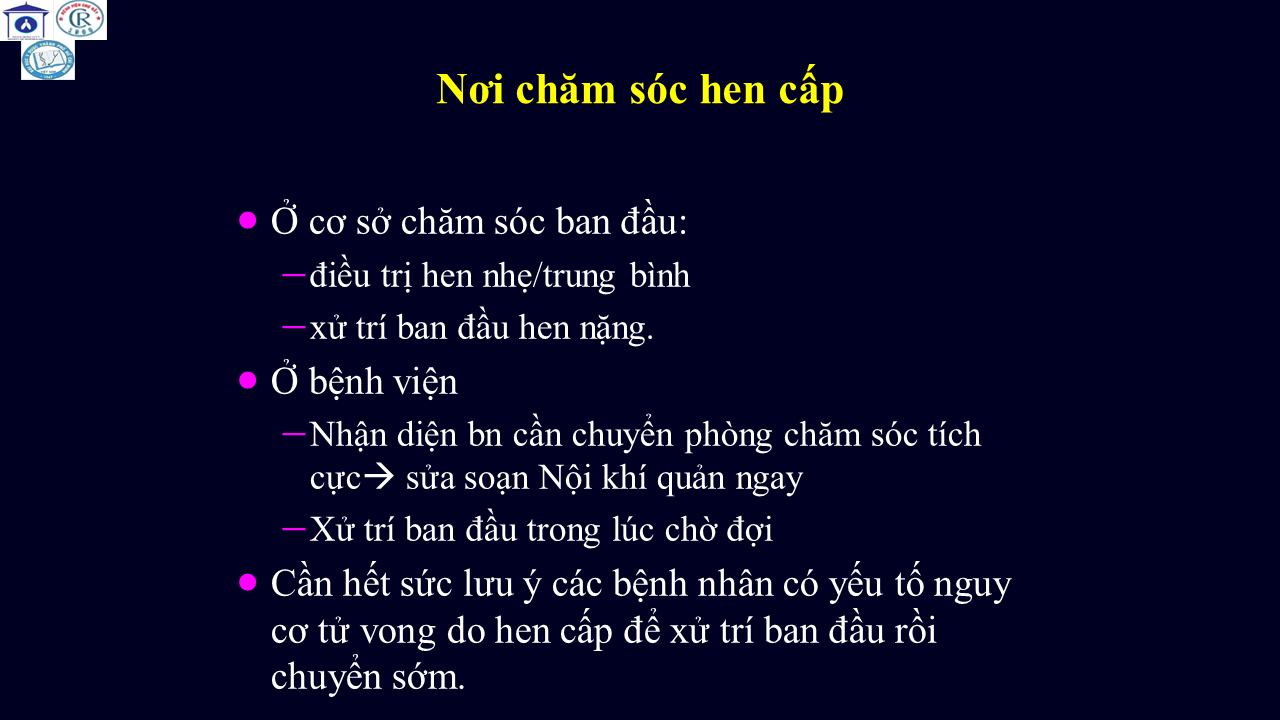 Nơi chăm sóc hen cấp
Ở cơ sở chăm sóc ban đầu:
điều trị hen nhẹ/trung bình
xử trí ban đầu hen nặng.
Ở bệnh viện
Nhận diện bn cần chuyển phòng chăm sóc tích
cực→ sửa soạn Nội khí quản ngay
Xử trí ban đầu trong lúc chờ đợi
Cần hết sức lưu ý các bệnh nhân có yếu tố nguy
cơ tử vong do hen cấp để xử trí ban đầu rồi
chuyển sớm.